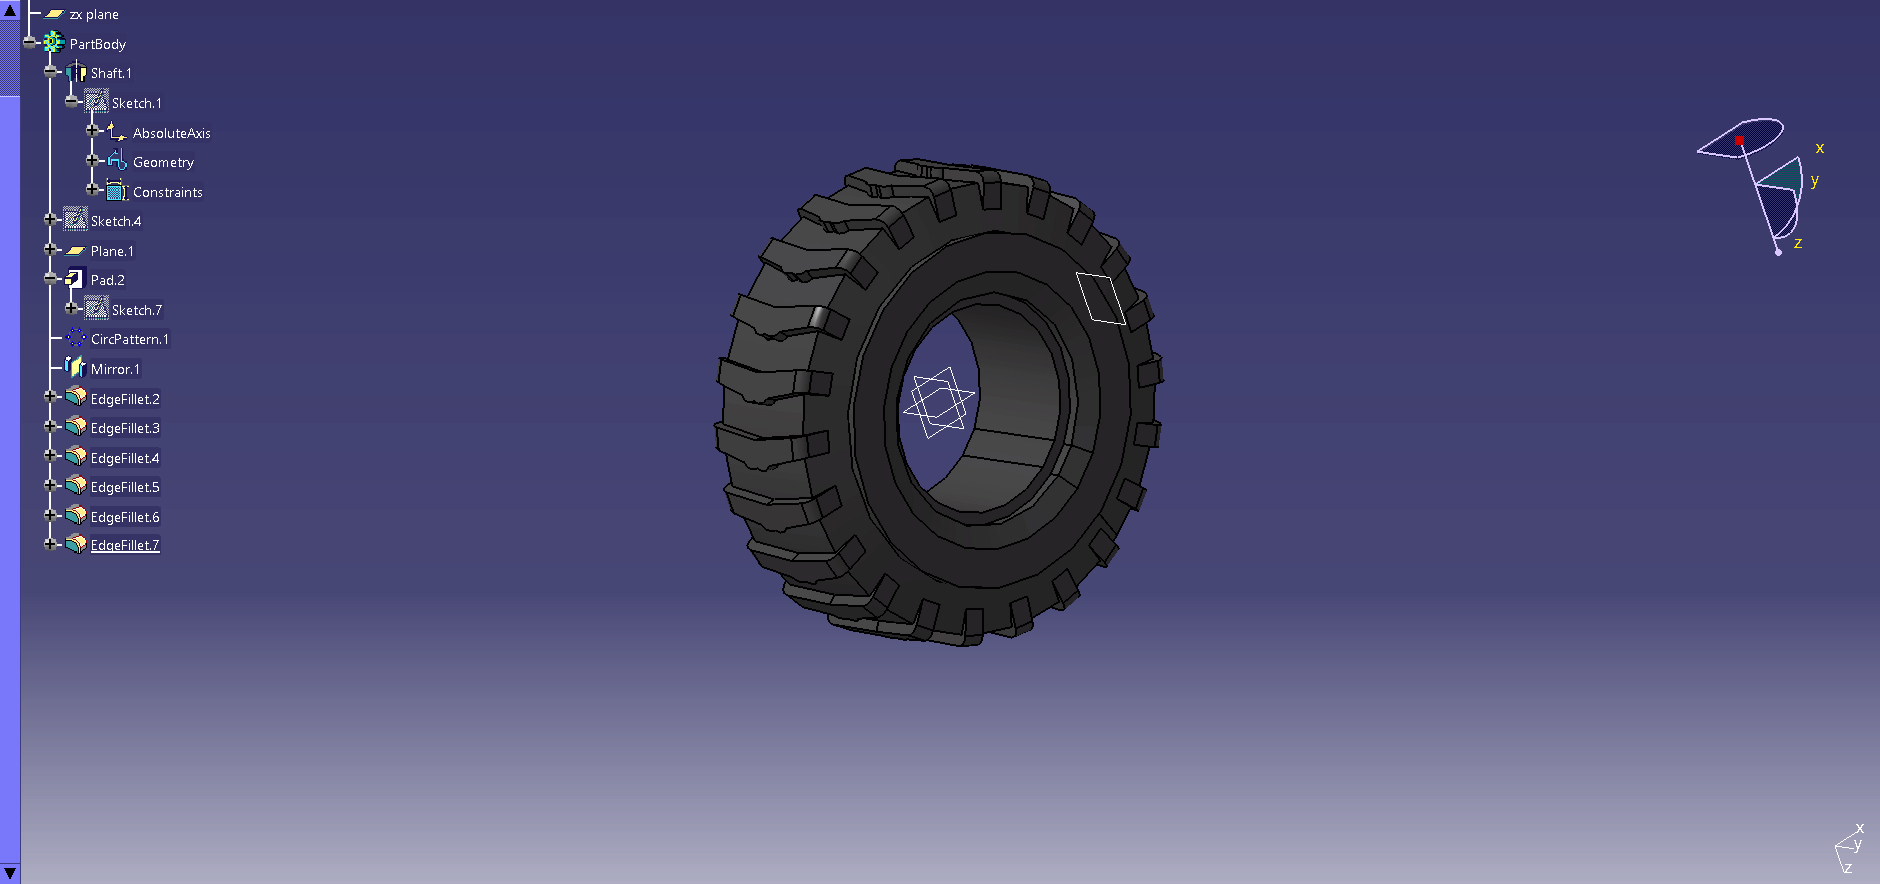 zx plane
PartBody
Shaft.1
Sketch.1
AbsoluteAxis
Geometry
Constraints
Sketch.4
Plane.1
Pad.2
Sketch.7
CircPattern.1
Mirror.1
EdgeFillet.2
EdgeFillet.3
EdgeFillet.4
EdgeFillet.5
EdgeFillet.6
EdgeFillet.7
x
y
z
x
y
z